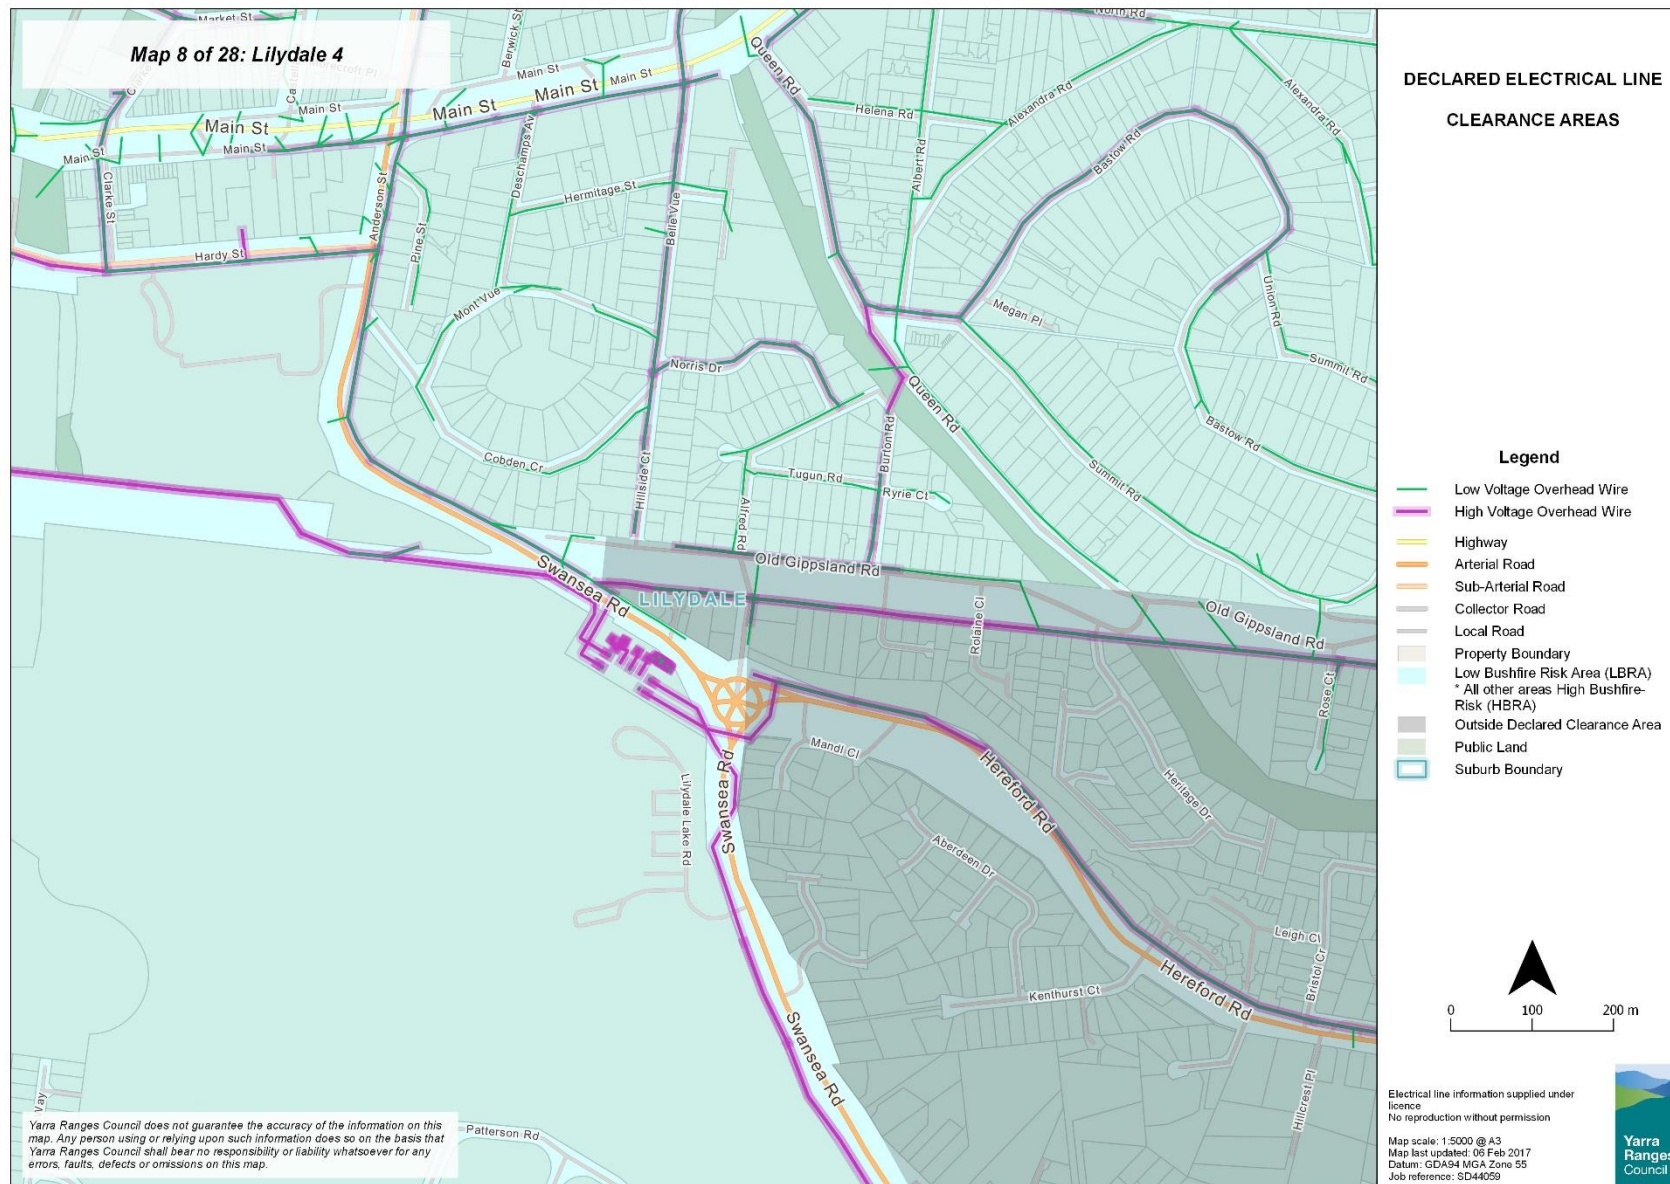 Map 8 of 28: Lilydale 4
Market St
Berwick St
North Rd
Main St
Main St
Main St
Main St
Main St
Main St
Main St
Main St
Queen Rd
Helena Rd
Alexandra Rd
Alexandra Rd
Albert Rd
Bastow Rd
Clarke St
Anderson St
Deschamps Av
Hermitage St
Belle Vue
Pine St
Hardy St
Mont Vue
Megan Pl
Union Rd
Summit Rd
Norris Dr
Queen Rd
Bastow Rd
Burton Rd
Cobden Cr
Hillside Ct
Tugun Rd
Ryrie Ct
Summit Rd
Alfred Rd
Old Gippsland Rd
Swansea Rd
LILYDALE
Rolaine Cl
Old Gippsland Rd
Rose Ct
Mandl Cl
Swansea Rd
Hereford Rd
Heritage Dr
Lilydale Lake Rd
Aberdeen Dr
Leigh Cl
Bristol Cr
Hereford Rd
Kenthurst Ct
Swansea Rd
Hillcrest Pl
Way
Patterson Rd
Yarra Ranges Council does not guarantee the accuracy of the information on this
map. Any person using or relying upon such information does so on the basis that
Yarra Ranges Council shall bear no responsibility or liability whatsoever for any
errors, faults, defects or omissions on this map.
DECLARED ELECTRICAL LINE
CLEARANCE AREAS
Legend
Low Voltage Overhead Wire
High Voltage Overhead Wire
Highway
Arterial Road
Sub-Arterial Road
Collector Road
Local Road
Property Boundary
Low Bushfire Risk Area (LBRA)
* All other areas High Bushfire-
Risk (HBRA)
Outside Declared Clearance Area
Public Land
Suburb Boundary
0 100 200 m
Electrical line information supplied under
licence
No reproduction without permission
Map scale: 1:5000 @ A3
Map last updated: 06 Feb 2017
Datum: GDA94 MGA Zone 55
Job reference: SD44059
Yarra
Ranges
Council